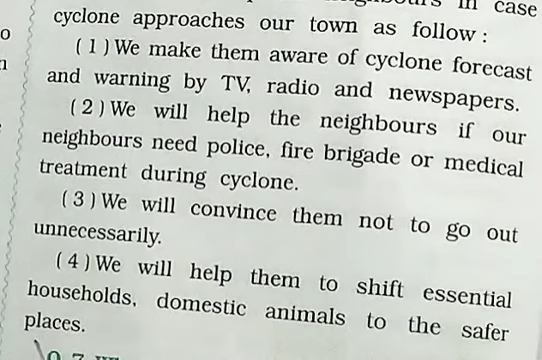 in case
cyclone approaches our town as follow :
( 1 ) We make them aware of cyclone forecast
and warning by TV, radio and newspapers.
( 2 ) We will help the neighbours if our
neighbours need police, fire brigade or medical
treatment during cyclone.
( 3 ) We will convince them not to go out
unnecessarily.
( 4 ) We will help them to shift essential
households, domestic animals to the safer
places.